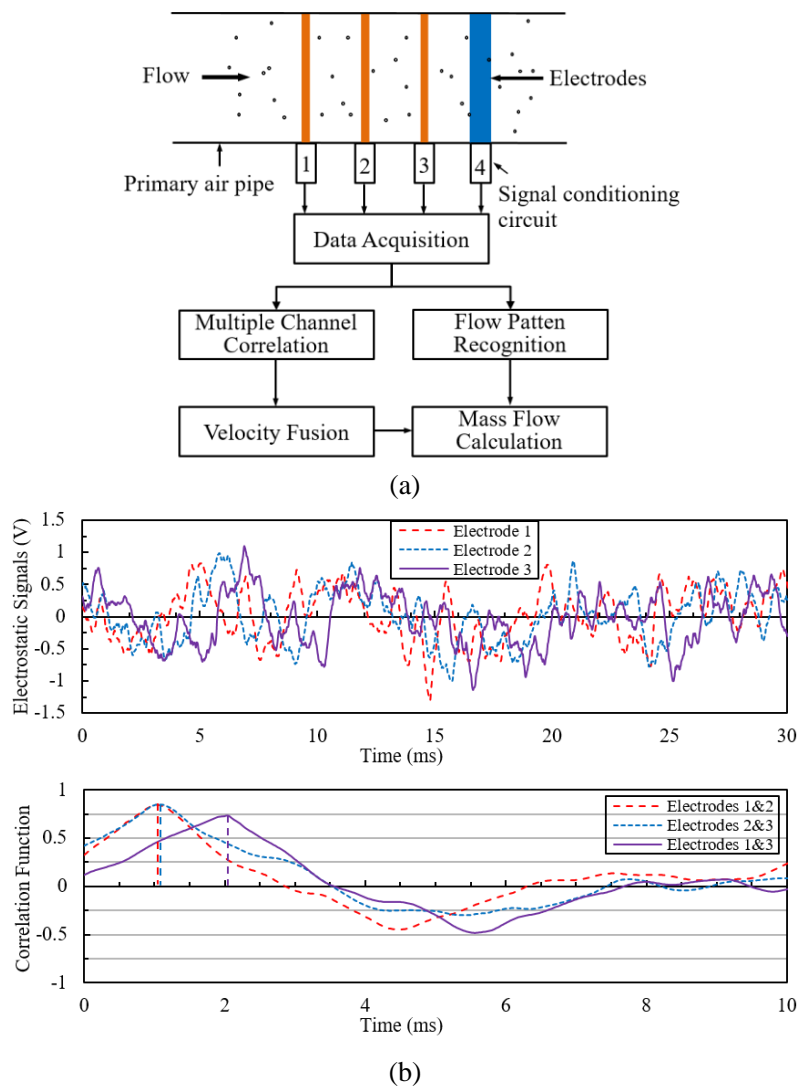 Flow
Electrodes
Primary air pipe
1
2
3
4
Signal conditioning
circuit
Data Acquisition
Multiple Channel
Correlation
Flow Patten
Recognition
Velocity Fusion
Mass Flow
Calculation
(a)
Electrostatic Signals (V)
1.5
1
0.5
0
-0.5
-1
-1.5
Electrode 1
Electrode 2
Electrode 3
0
5
10
15
20
25
30
Time (ms)
Correlation Function
1
0.5
0
-0.5
-1
Electrodes 1&2
Electrodes 2&3
Electrodes 1&3
0
2
4
6
8
10
Time (ms)
(b)